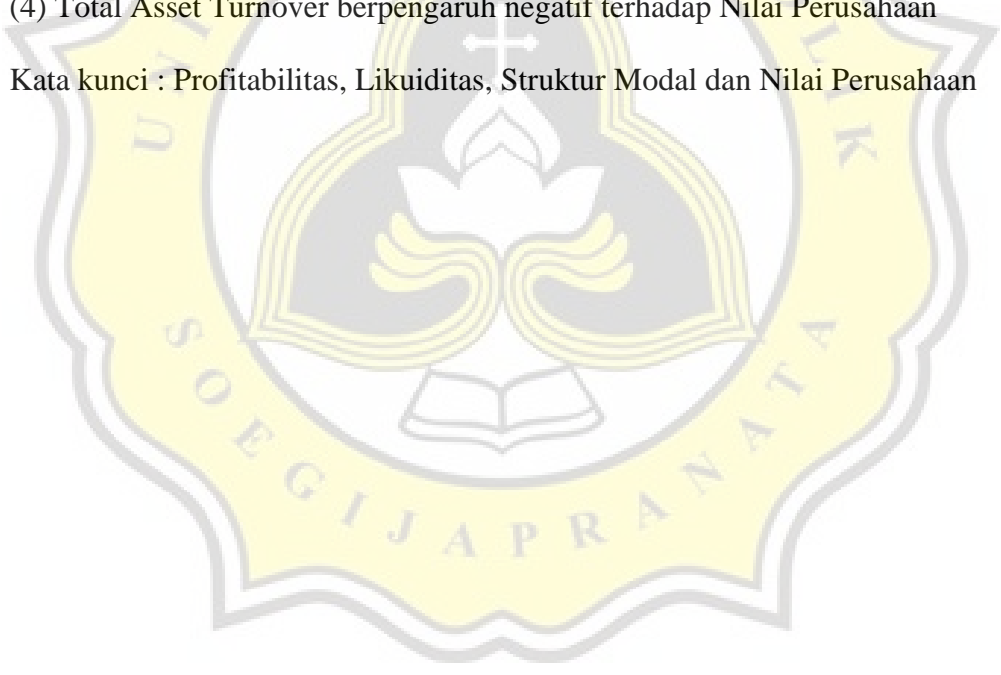 (4) Total Asset Turnover berpengaruh negatif terhadap Nilai Perusahaan
Kata kunci : Profitabilitas, Likuiditas, Struktur Modal dan Nilai Perusahaan
U N I
L I K
SOEGIJAPRANATA